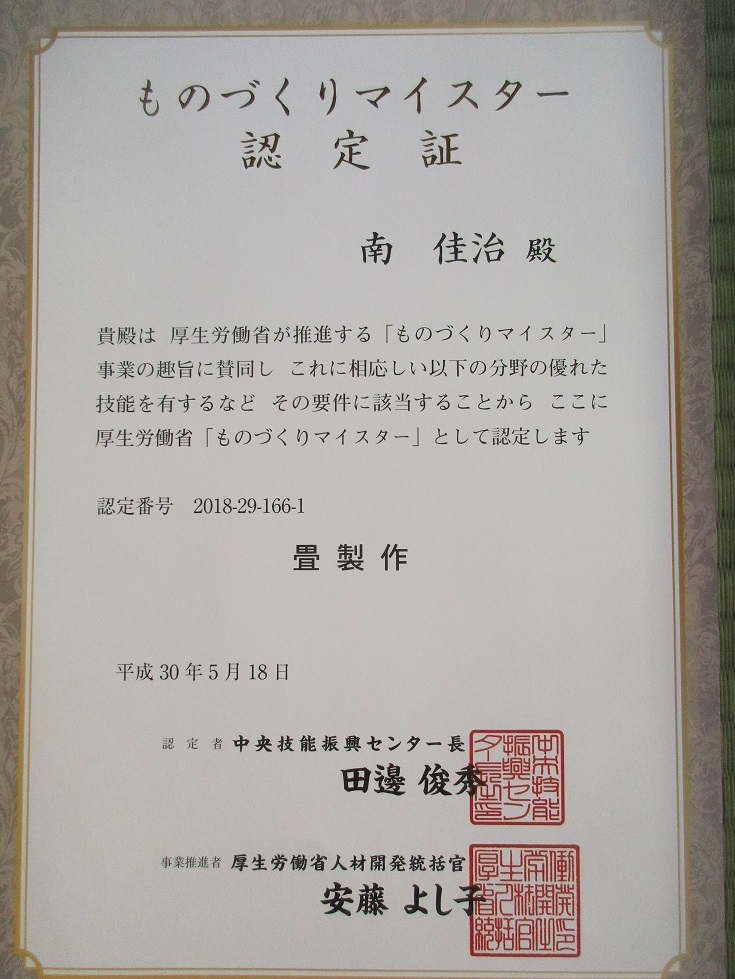 ものづくりマイスター
認定証
南 佳治 殿
貴殿は 厚生労働省が推進する「ものづくりマイスター」
事業の趣旨に賛同し これに相応しい以下の分野の優れた
技能を有するなど その要件に該当することから ここに
厚生労働省「ものづくりマイスター」として認定します
認定番号 2018-29-166-1
畳製作
平成30年5月18日
認定者 中央技能振興センター長
田邊 俊秀
事業推進者 厚生労働省人材開発統括官
安藤 よし子